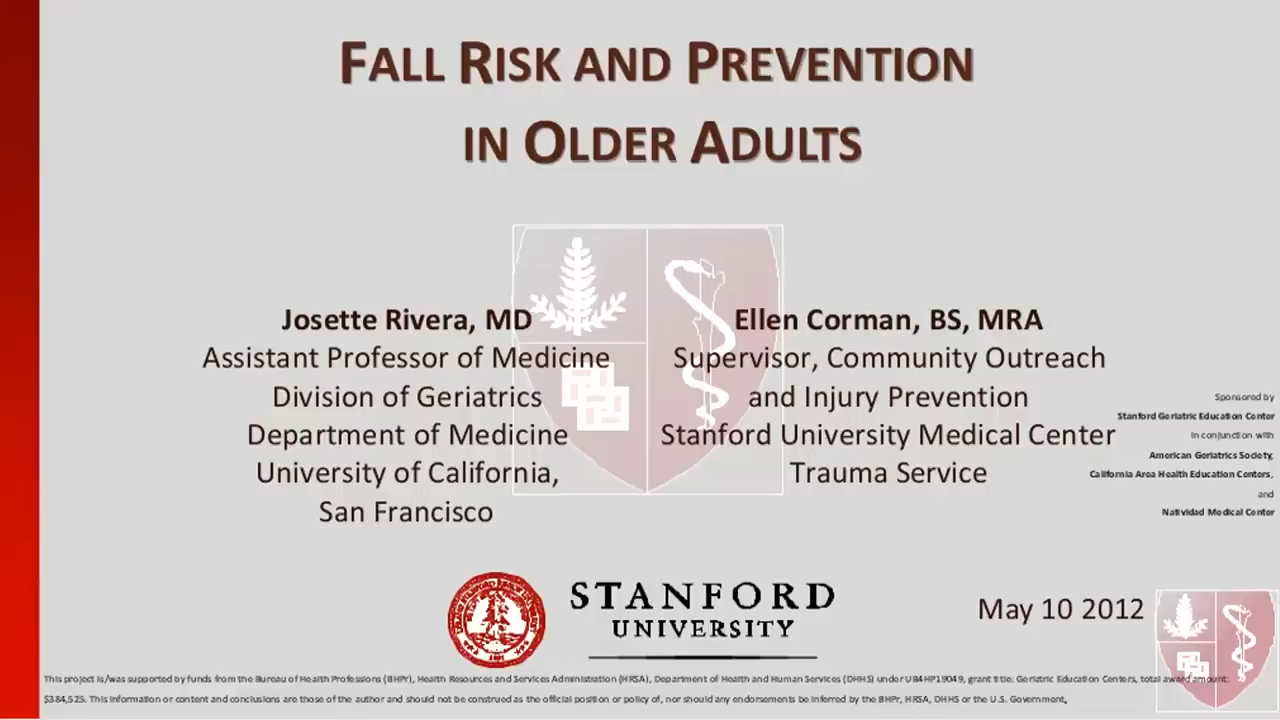 FALL RISK AND PREVENTION
IN OLDER ADULTS
Josette Rivera, MD
Assistant Professor of Medicine
Division of Geriatrics
Department of Medicine
University of California,
San Francisco
Ellen Corman, BS, MRA
Supervisor, Community Outreach
and Injury Prevention
Stanford University Medical Center
Trauma Service
Sponsored by
Stanford Geriatric Education Center
in conjunction with
American Geriatrics Society,
California Area Health Education Centers,
and
Natividad Medical Center
STANFORD
UNIVERSITY
May 10 2012
This project is/was supported by funds from the Bureau of Health Professions (BHPr), Health Resources and Services Administration (HRSA), Department of Health and Human Services (DHHS) under UB4HP19049, grant title: Geriatric Education Centers, total award amount:
$384,525. This information or content and conclusions are those of the author and should not be construed as the official position or policy of, nor should any endorsements be inferred by the BHPr, HRSA, DHHS or the U.S. Government.